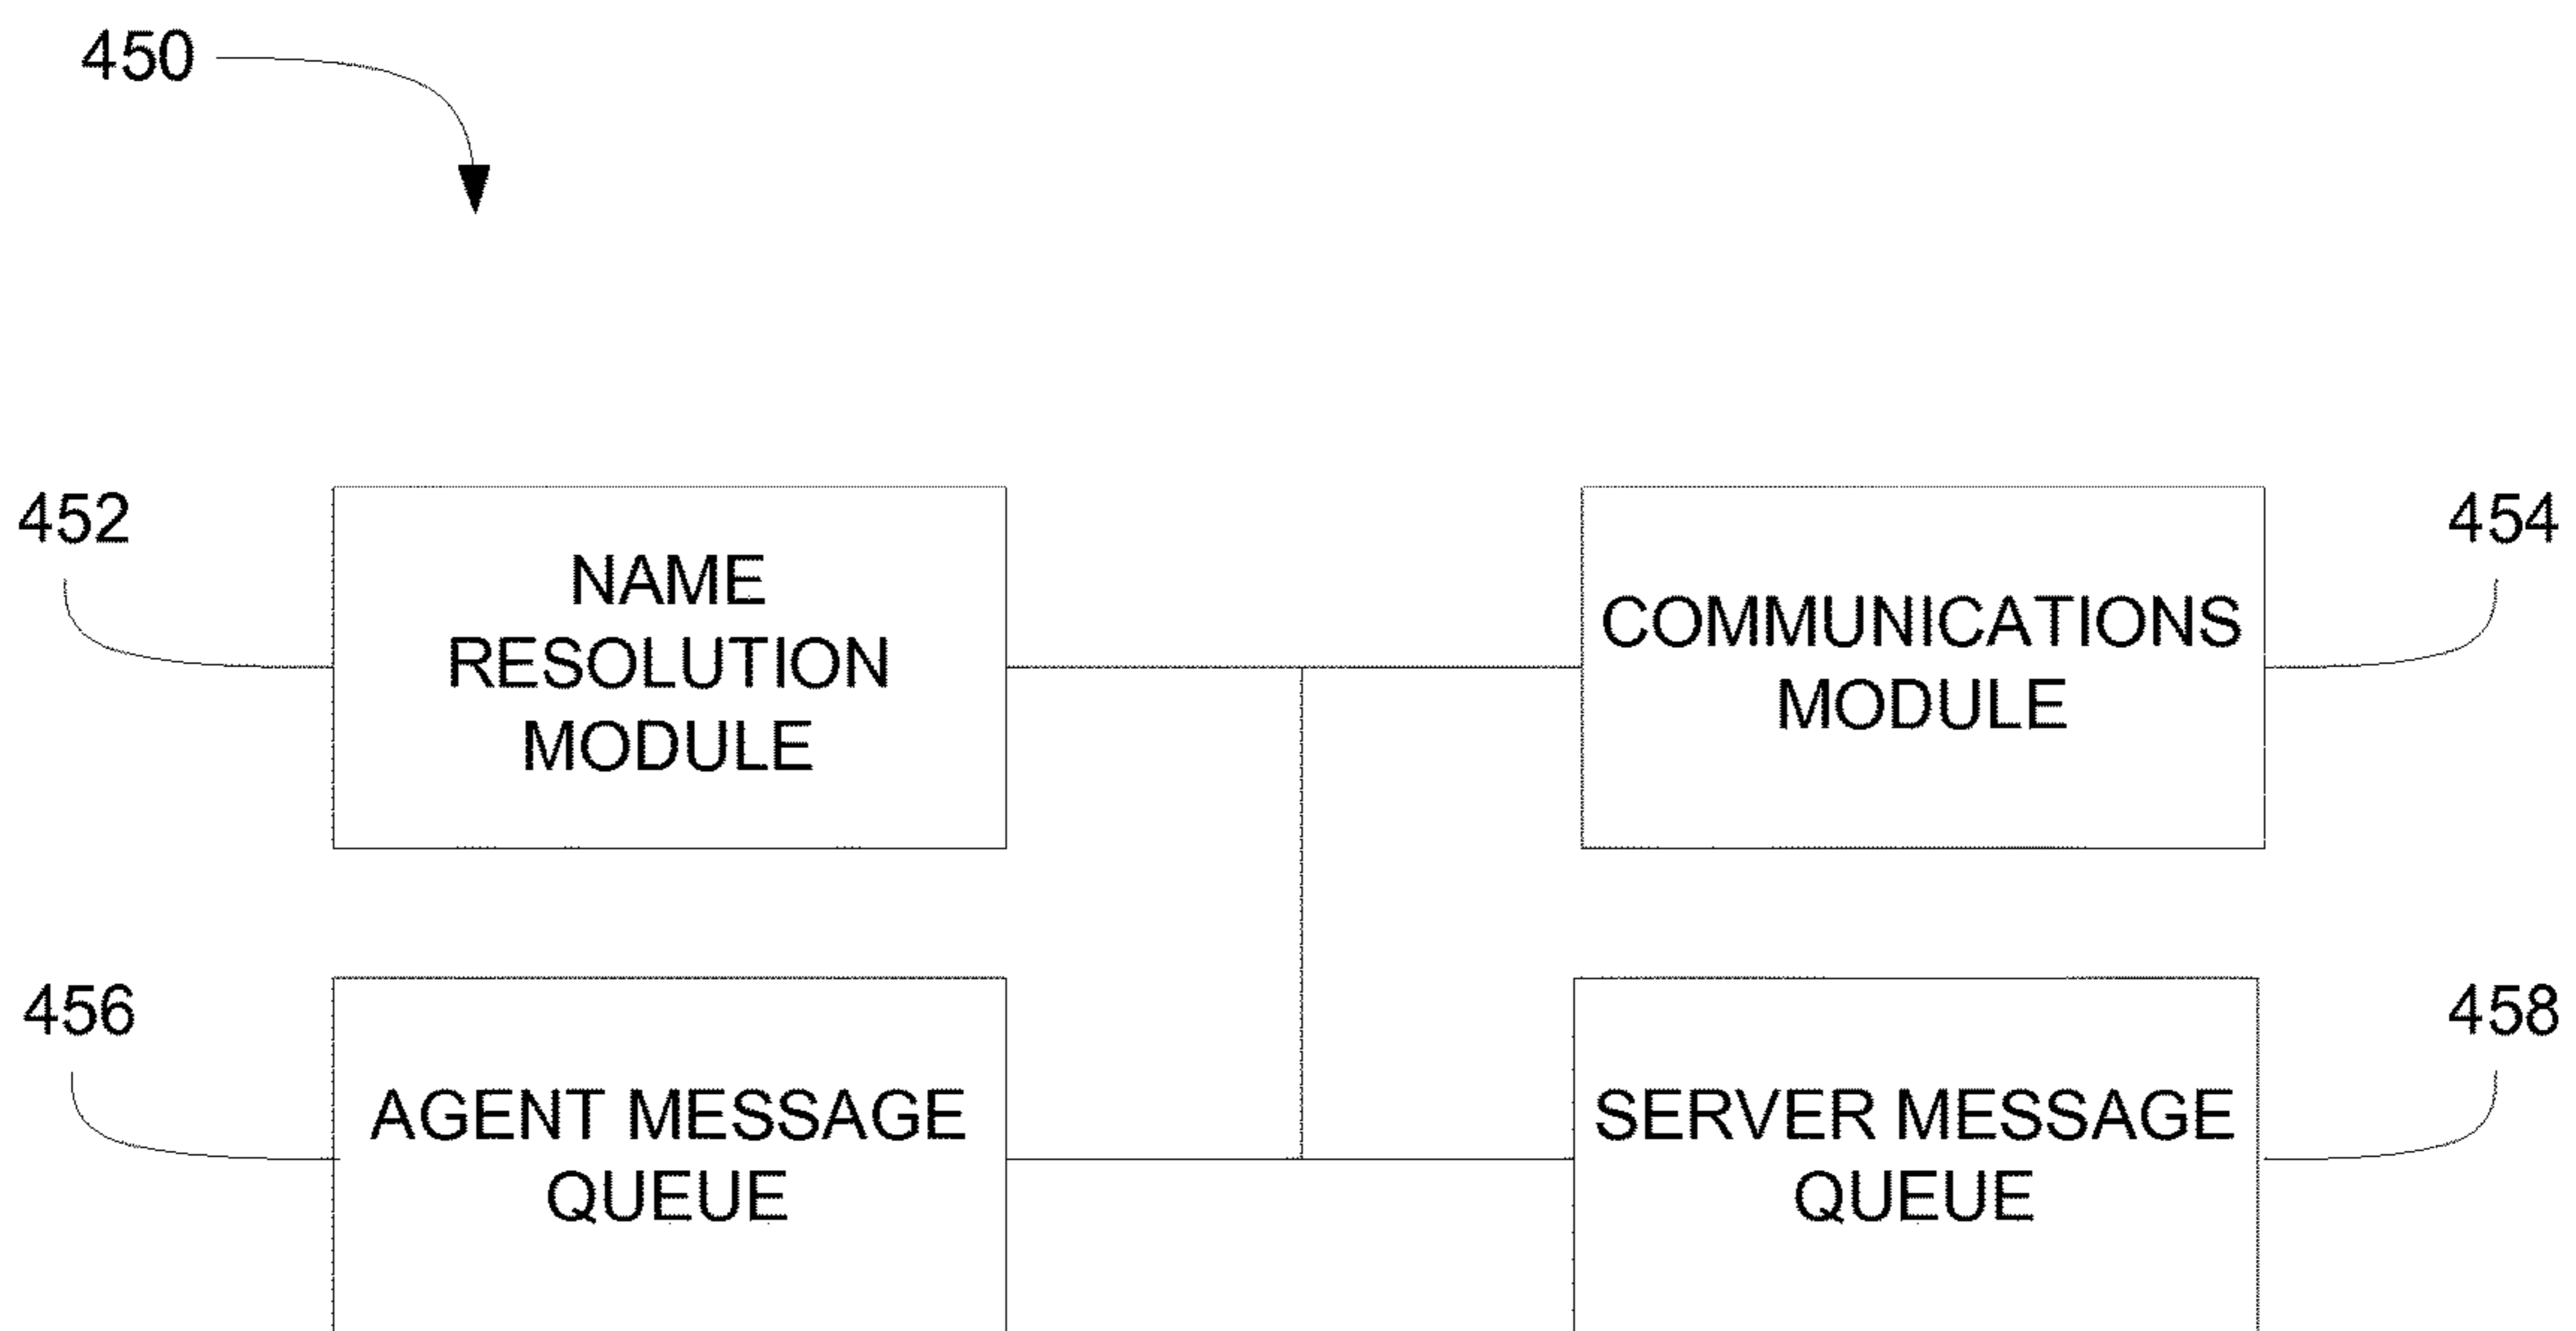 450
452
NAME
RESOLUTION
MODULE
COMMUNICATIONS
MODULE
454
456
AGENT MESSAGE
QUEUE
SERVER MESSAGE
QUEUE
458